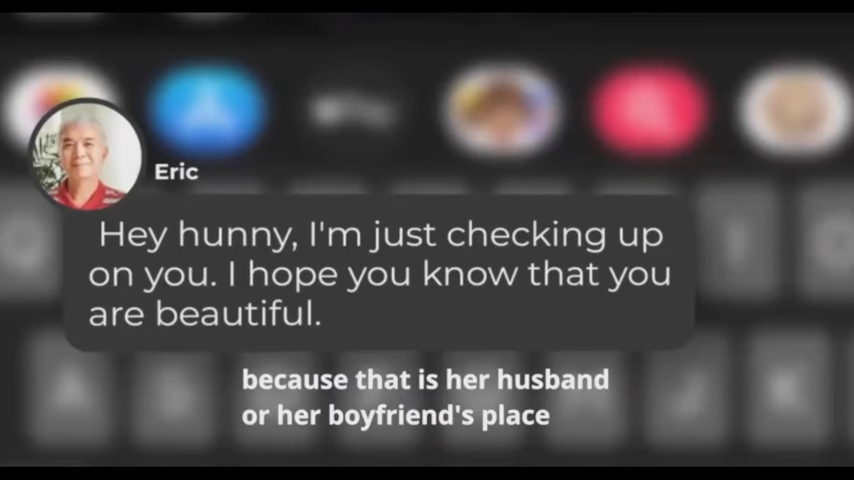 Eric
Hey hunny, I'm just checking up
on you. I hope you know that you
are beautiful.
because that is her husband
or her boyfriend's place